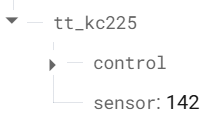 tt_kc225
control
sensor: 142